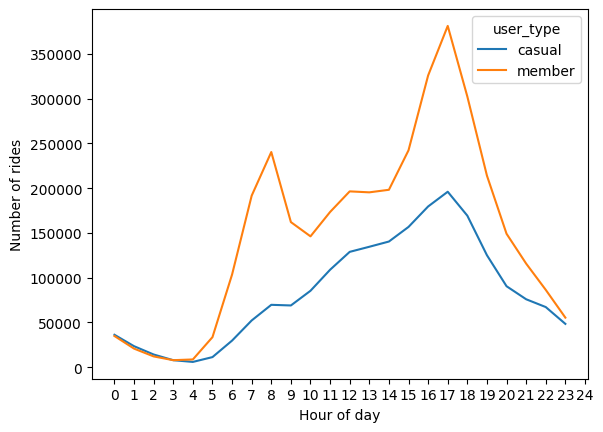 user_type
casual
member
350000
300000
250000
200000
150000
100000
50000
0
Number of rides
0 1 2 3 4 5 6 7 8 9 10 11 12 13 14 15 16 17 18 19 20 21 22 23 24
Hour of day